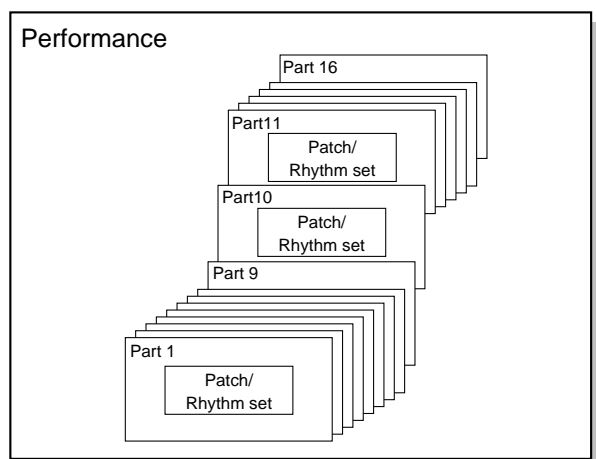 Performance
Part 16
Part11
Patch/
Rhythm set
Part10
Patch/
Rhythm set
Part 9
Part 1
Patch/
Rhythm set